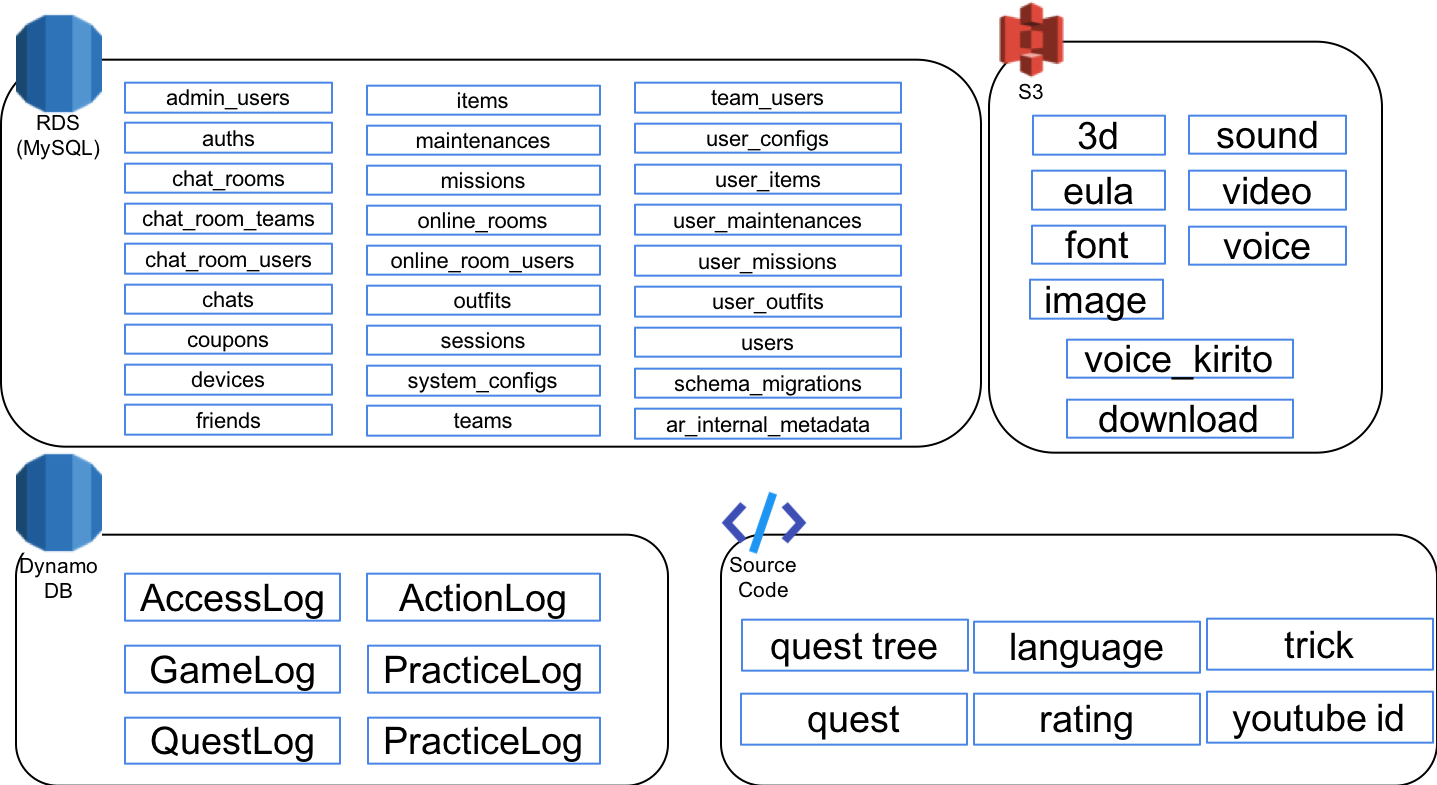 RDS
(MySQL)
admin_users
auths
chat_rooms
chat_room_teams
chat_room_users
chats
coupons
devices
friends
items
maintenances
missions
online_rooms
online_room_users
outfits
sessions
system_configs
teams
team_users
user_configs
user_items
user_maintenances
user_missions
user_outfits
users
schema_migrations
ar_internal_metadata
S3
3d
eula
font
image
sound
video
voice
voice_kirito
download
Dynamo
DB
AccessLog
ActionLog
GameLog
PracticeLog
QuestLog
PracticeLog
Source
Code
quest tree
language
trick
quest
rating
youtube id